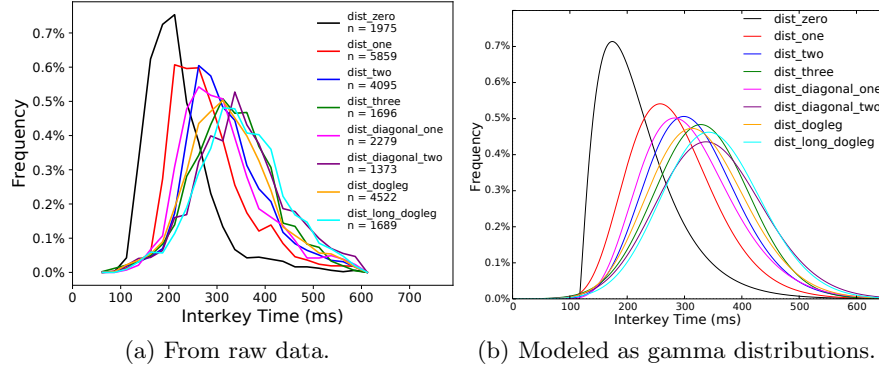 0.7%
0.6%
0.5%
0.4%
0.3%
0.2%
0.1%
0.0%
Frequency
0 100 200 300 400 500 600 700
Interkey Time (ms)
dist_zero
n = 1975
dist_one
n = 5859
dist_two
n = 4095
dist_three
n = 1696
dist_diagonal_one
n = 2279
dist_diagonal_two
n = 1373
dist_dogleg
n = 4522
dist_long_dogleg
n = 1689
(a) From raw data.
0.7%
0.6%
0.5%
0.4%
0.3%
0.2%
0.1%
0.0%
Frequency
0 100 200 300 400 500 600
Interkey Time (ms)
dist_zero
dist_one
dist_two
dist_three
dist_diagonal_one
dist_diagonal_two
dist_dogleg
dist_long_dogleg
(b) Modeled as gamma distributions.